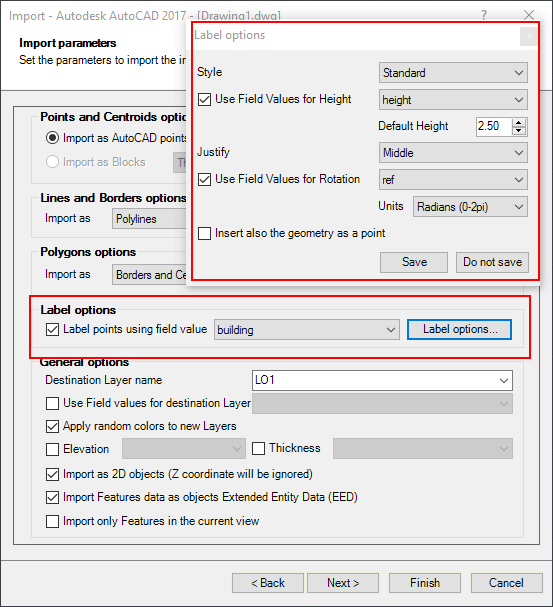 Import - Autodesk AutoCAD 2017 - [Drawing1.dwg]
Import parameters
Set the parameters to import the
Label options
Style
Standard
Use Field Values for Height
height
Default Height
2.50
Justify
Middle
Use Field Values for Rotation
ref
Units
Radians (0-2pi)
Insert also the geometry as a point
Save
Do not save
Points and Centroids
Import as AutoCAD points
Import as Blocks
Lines and Borders options
Import as
Polylines
Polygons options
Import as
Borders and
Label options
Label points using field value
building
Label options...
General options
Destination Layer name
LO1
Use Field values for destination Layer
Apply random colors to new Layers
Elevation
Thickness
Import as 2D objects (Z coordinate will be ignored)
Import Features data as objects Extended Entity Data (EED)
Import only Features in the current view
< Back
Next >
Finish
Cancel